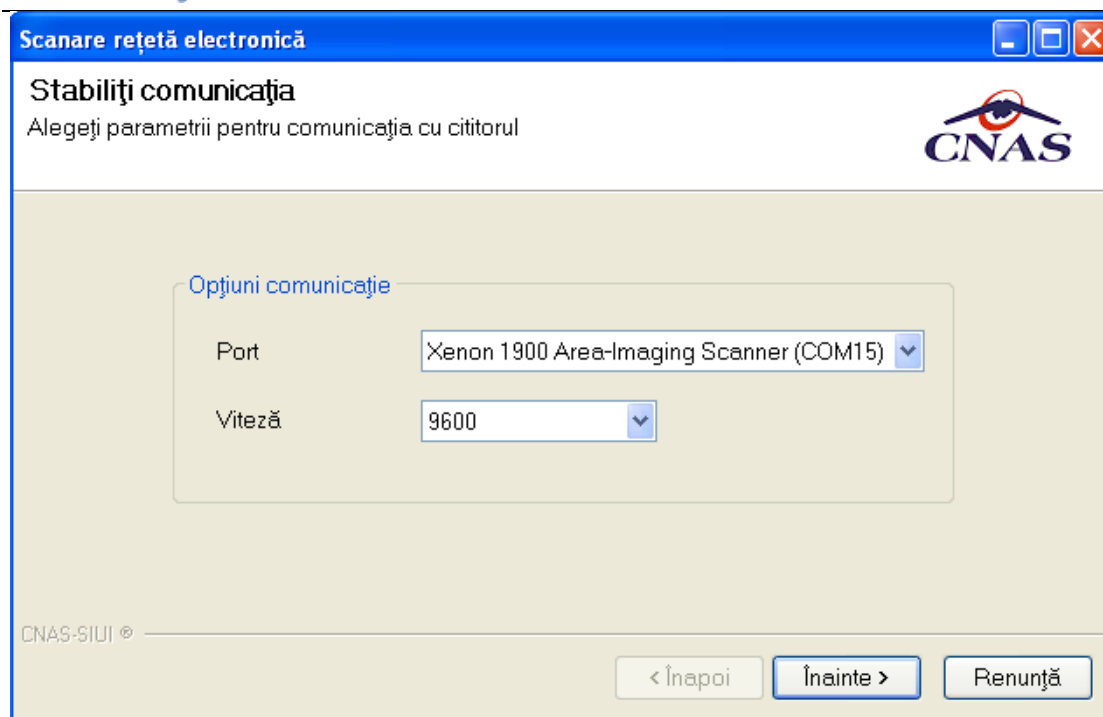 Scanare rețetă electronică
Stabiliţi comunicaţia
Alegeţi parametrii pentru comunicaţia cu cititorul
CNAS
Opţiuni comunicaţie
Port Xenon 1900 Area-Imaging Scanner (COM15)
Viteză 9600
CNAS-SIUI ®
< Înapoi Înainte > Renunţă